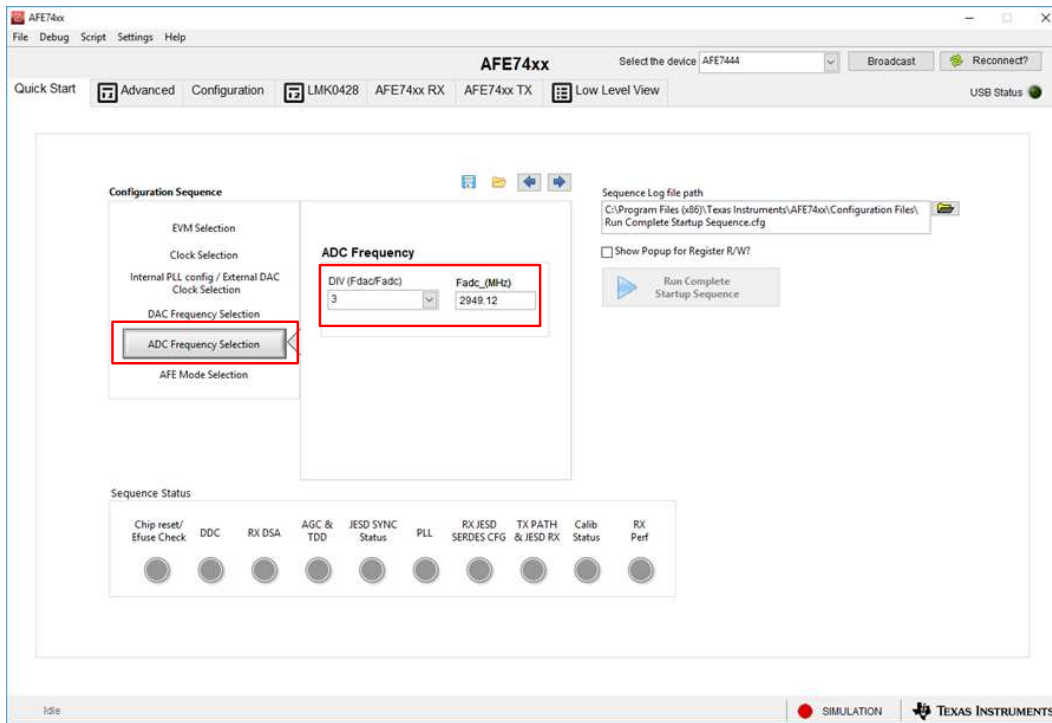 AFE74xx
File Debug Script Settings Help
AFE74xx
Select the device AFE7444
Broadcast
Reconnect?
Quick Start Advanced Configuration LMK0428 AFE74xx RX AFE74xx TX Low Level View
USB Status
Configuration Sequence
EVM Selection
Clock Selection
Internal PLL config / External DAC
Clock Selection
DAC Frequency Selection
ADC Frequency Selection
AFE Mode Selection
ADC Frequency
DIV (Fdac/Fadc) Fadc_(MHz)
3 2949.12
Sequence Log file path
C:\Program Files (x86)\Texas Instruments\AFE74xx\Configuration Files\
Run Complete Startup Sequence.cfg
Show Popup for Register R/W?
Run Complete
Startup Sequence
Sequence Status
Chip reset/
Efuse Check
DDC
RX DSA
AGC &
TDD
JESD SYNC
Status
PLL
RX JESD
SERDES CFG
TX PATH
& JESD RX
Calib
Status
RX
Perf
Idle
SIMULATION
TEXAS INSTRUMENTS